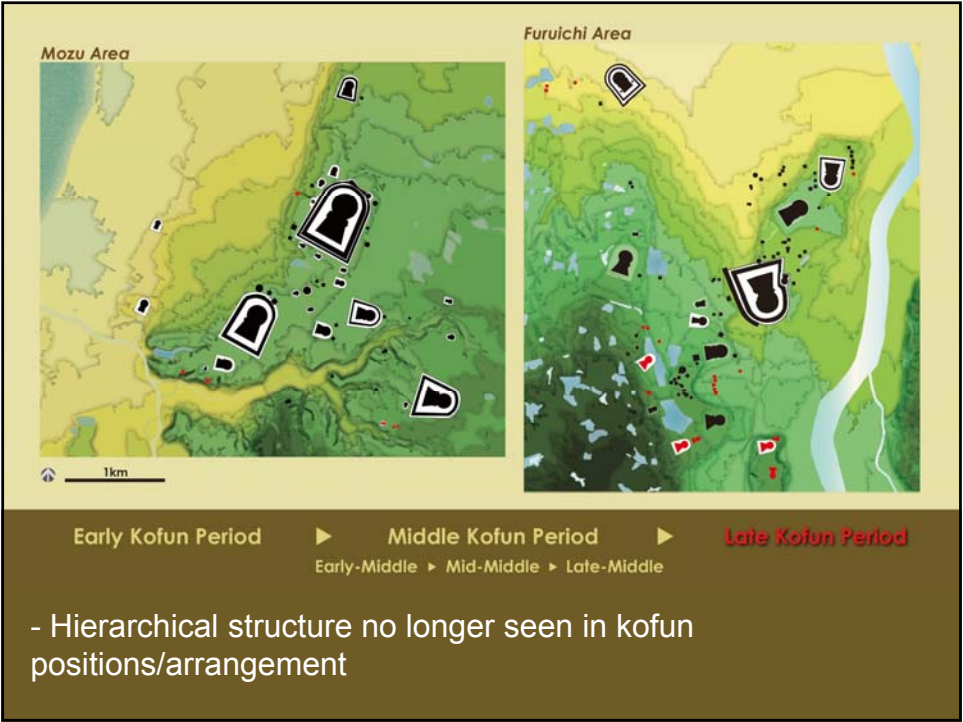 Mozu Area
Furuichi Area
1km
Early Kofun Period ▶ Middle Kofun Period ▶ Late Kofun Period
Early-Middle ▶ Mid-Middle ▶ Late-Middle
- Hierarchical structure no longer seen in kofun
positions/arrangement